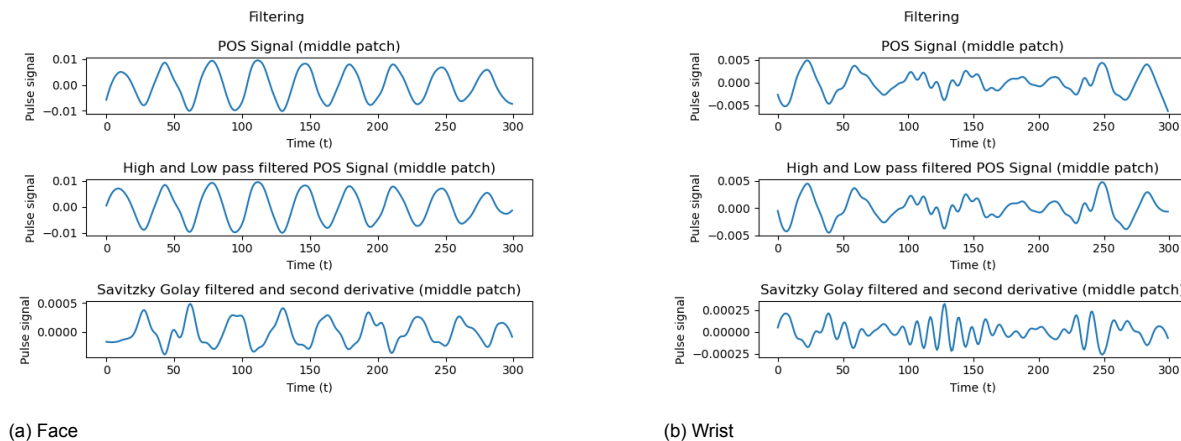 Filtering
POS Signal (middle patch)
0.01
0.00
−0.01
Pulse signal
0 50 100 150 200 250 300
Time (t)
High and Low pass filtered POS Signal (middle patch)
0.01
0.00
−0.01
Pulse signal
0 50 100 150 200 250 300
Time (t)
Savitzky Golay filtered and second derivative (middle patch)
0.0005
0.0000
Pulse signal
0 50 100 150 200 250 300
Time (t)
(a) Face
Filtering
POS Signal (middle patch)
0.005
0.000
−0.005
Pulse signal
0 50 100 150 200 250 300
Time (t)
High and Low pass filtered POS Signal (middle patch)
0.005
0.000
−0.005
Pulse signal
0 50 100 150 200 250 300
Time (t)
Savitzky Golay filtered and second derivative (middle patch)
0.00025
0.00000
−0.00025
Pulse signal
0 50 100 150 200 250 300
Time (t)
(b) Wrist